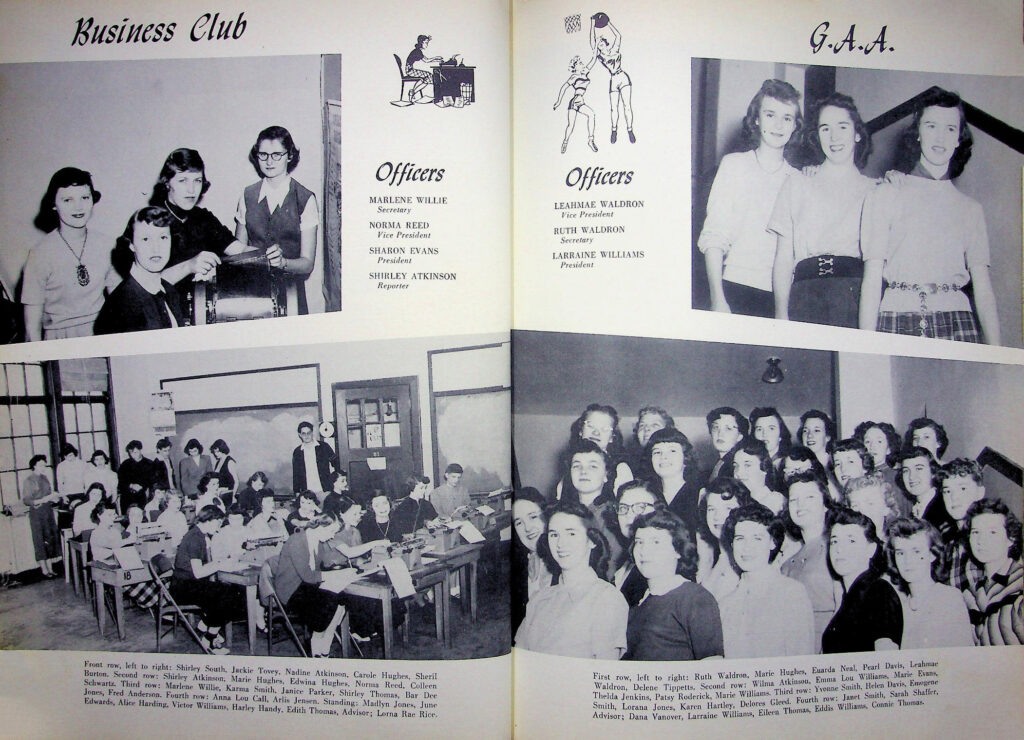 Business Club
Officers
MARLENE WILLIE
Secretary
NORMA REED
Vice President
SHARON EVANS
President
SHIRLEY ATKINSON
Reporter
18
Front row, left to right: Shirley South, Jackie Tovey, Nadine Atkinson, Carole Hughes, Sheril
Burton. Second row: Shirley Atkinson, Marie Hughes, Edwina Hughes, Norma Reed, Colleen
Schwartz. Third row: Marlene Willie, Karma Smith, Janice Parker, Shirley Thomas, Bar Dee
Jones, Fred Anderson. Fourth row: Anna Lou Call, Arlis Jensen. Standing: Madlyn Jones, June
Edwards, Alice Harding, Victor Williams, Harley Handy, Edith Thomas, Advisor; Lorna Rae Rice.
G.A.A.
Officers
LEAHMAE WALDRON
Vice President
RUTH WALDRON
Secretary
LARRAINE WILLIAMS
President
First row, left to right: Ruth Waldron, Marie Hughes, Euarda Neal, Pearl Davis, Leahmae
Waldron, Delene Tippetts. Second row: Wilma Atkinson, Emma Lou Williams, Marie Evans,
Thelda Jenkins, Patsy Roderick, Marie Williams. Third row: Yvonne Smith, Helen Davis, Emogene
Smith, Lorana Jones, Karen Hartley, Delores Gleed. Fourth row: Janet Smith, Sarah Shaffer,
Advisor; Dana Vanover, Larraine Williams, Eileen Thomas, Eddis Williams, Connie Thomas.